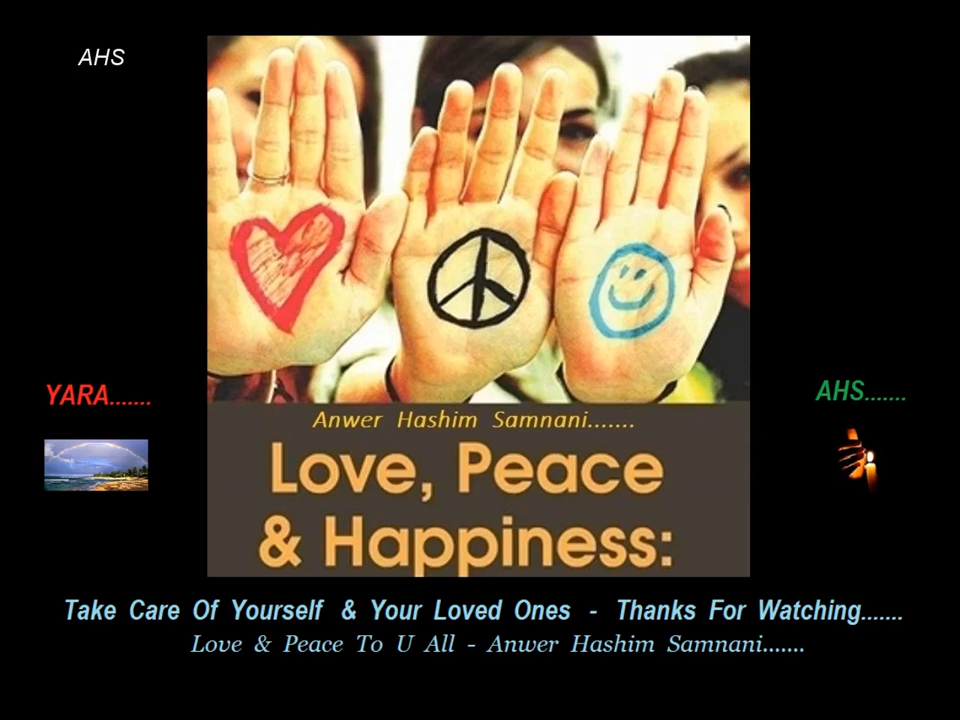 AHS
YARA.......
AHS.......
Anwer Hashim Samnani.......
Love, Peace
& Happiness:
Take Care Of Yourself & Your Loved Ones - Thanks For Watching.......
Love & Peace To U All - Anwer Hashim Samnani.......